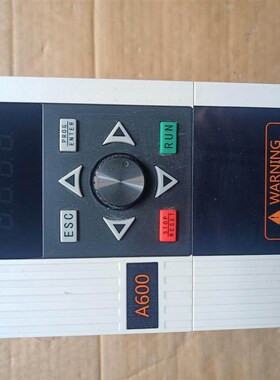 PROG
ENTER
RUN
ESC
STOP
RESET
A600
WARNING